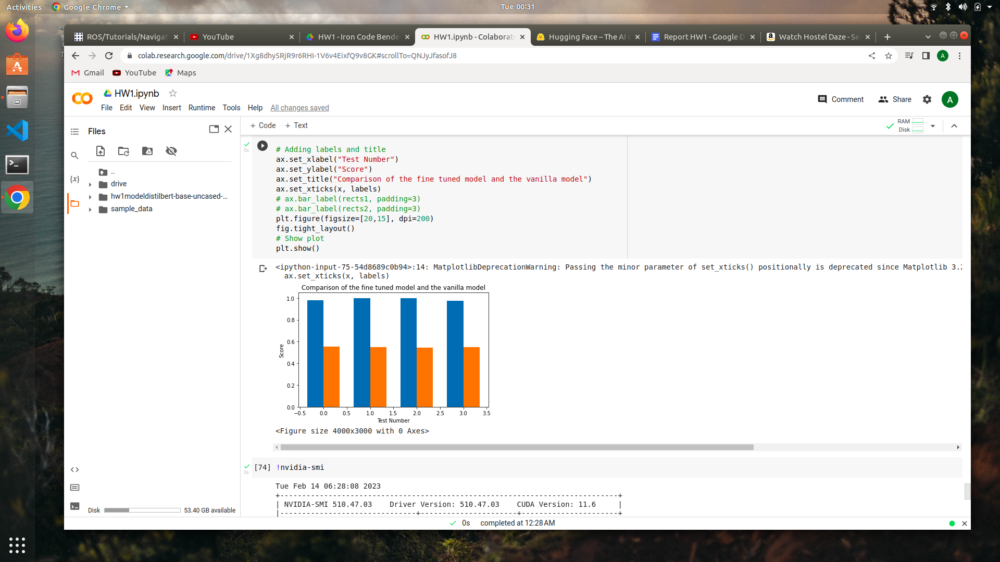 Activities
Google Chrome
Tue 00:31
ROS/Tutorials/Navigat
YouTube
HW1 - Iron Code Bende
HW1.ipynb - Colaborato
Hugging Face – The AI c
Report HW1 - Google D
Watch Hostel Daze - Se
colab.research.google.com/drive/1Xg8dhy5RjR9r6RHI-1V6v4EixfQ9v8GK#scrollTo=QNJyJfasofJ8
A
Gmail
YouTube
Maps
HW1.ipynb
Comment
Share
A
File Edit View Insert Runtime Tools Help All changes saved
Files
+ Code + Text
RAM
Disk
..
drive
hw1modeldistilbert-base-uncased-...
sample_data
{x}
0s
# Adding labels and title
ax.set_xlabel("Test Number")
ax.set_ylabel("Score")
ax.set_title("Comparison of the fine tuned model and the vanilla model")
ax.set_xticks(x, labels)
# ax.bar_label(rects1, padding=3)
# ax.bar_label(rects2, padding=3)
plt.figure(figsize=[20,15], dpi=200)
fig.tight_layout()
# Show plot
plt.show()
<ipython-input-75-54d8689c0b94>:14: MatplotlibDeprecationWarning: Passing the minor parameter of set_xticks() positionally is deprecated since Matplotlib 3.2
ax.set_xticks(x, labels)
Comparison of the fine tuned model and the vanilla model
1.0
0.8
0.6
0.4
0.2
0.0
Score
−0.5 0.0 0.5 1.0 1.5 2.0 2.5 3.0 3.5
Test Number
<Figure size 4000x3000 with 0 Axes>
0s
[74] !nvidia-smi
Tue Feb 14 06:28:08 2023
+-----------------------------------------------------------------------------+
| NVIDIA-SMI 510.47.03    Driver Version: 510.47.03    CUDA Version: 11.6     |
|-------------------------------+----------------------+----------------------+
Disk
53.40 GB available
0s completed at 12:28 AM